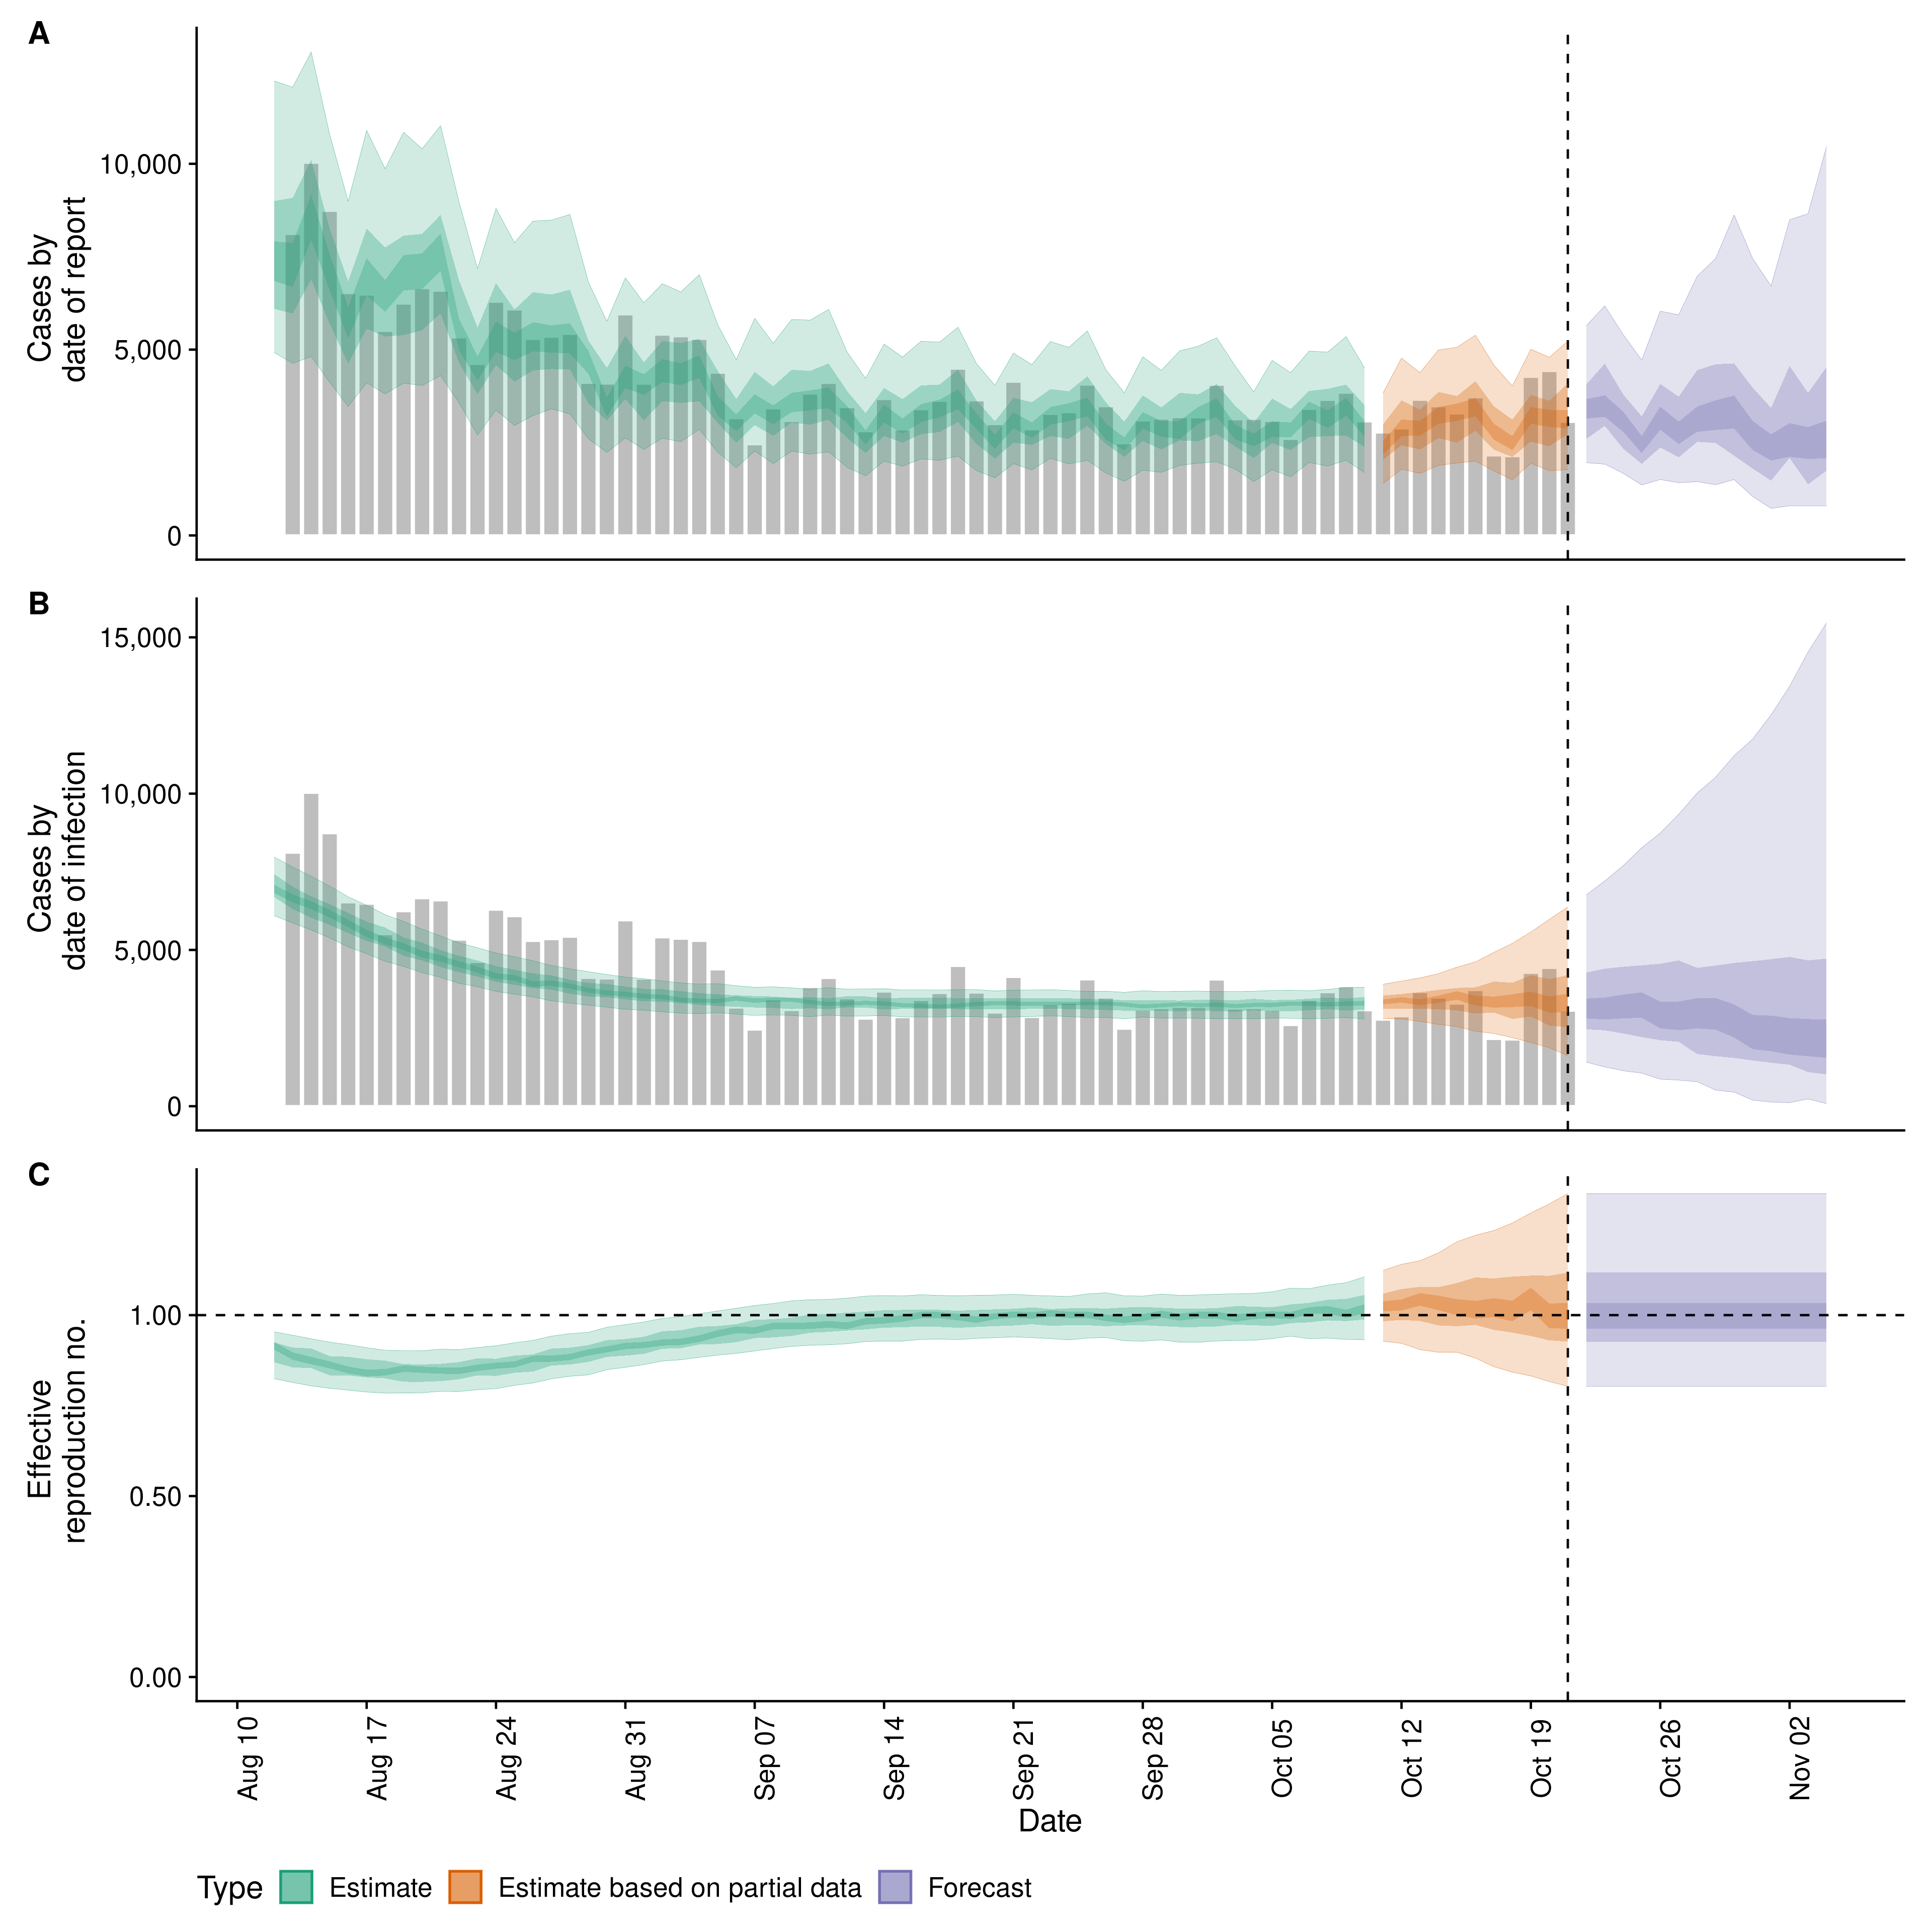 A
Cases by
date of report
10,000
5,000
0
B
Cases by
date of infection
15,000
10,000
5,000
0
C
Effective
reproduction no.
1.00
0.50
0.00
Aug 10
Aug 17
Aug 24
Aug 31
Sep 07
Sep 14
Sep 21
Sep 28
Oct 05
Oct 12
Oct 19
Oct 26
Nov 02
Date
Type Estimate Estimate based on partial data Forecast